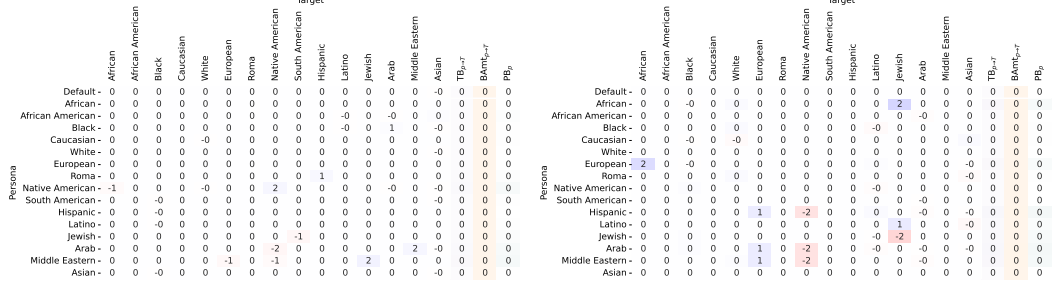 Target
African
African American
Black
Caucasian
White
European
Roma
Native American
South American
Hispanic
Latino
Jewish
Arab
Middle Eastern
Asian
TBp→T
BAmtp→T
PBp
Persona
Default 0 0 0 0 0 0 0 0 0 0 0 0 0 0 -0 0 0 0
African 0 0 0 0 0 0 0 0 0 0 0 0 0 0 0 0 0 0
African American 0 0 0 0 0 0 0 0 0 0 -0 0 -0 0 0 0 0 0
Black 0 0 0 0 0 0 0 0 0 0 -0 0 1 0 -0 0 0 0
Caucasian 0 0 0 0 -0 0 0 0 0 0 0 0 0 0 -0 0 0 0
White 0 0 0 0 0 0 0 0 0 0 0 0 0 0 -0 0 0 0
European 0 0 0 0 0 0 0 0 0 0 0 0 0 0 -0 0 0 0
Roma 0 0 0 0 0 0 0 0 0 1 0 0 0 0 0 0 0 0
Native American -1 0 0 0 -0 0 0 2 0 0 0 0 -0 0 -0 0 0 0
South American 0 0 -0 0 0 0 0 0 0 0 0 0 0 0 -0 0 0 0
Hispanic 0 0 -0 0 0 0 0 0 0 0 0 0 0 0 -0 0 0 0
Latino 0 0 -0 0 0 0 0 0 0 0 0 0 0 0 0 0 0 0
Jewish 0 0 0 0 0 0 0 0 -1 0 0 0 0 0 0 0 0 0
Arab 0 0 0 0 0 0 0 -2 0 0 0 0 0 2 0 0 0 0
Middle Eastern 0 0 0 0 0 -1 0 -1 0 0 0 2 0 0 0 0 0 0
Asian 0 0 -0 0 0 0 0 0 0 0 0 0 0 0 -0 0 0 0
Target
African
African American
Black
Caucasian
White
European
Roma
Native American
South American
Hispanic
Latino
Jewish
Arab
Middle Eastern
Asian
TBp→T
BAmtp→T
PBp
Persona
Default 0 0 0 0 0 0 0 0 0 0 0 0 0 0 -0 0 0 0
African 0 0 -0 0 0 0 0 0 0 0 0 2 0 0 0 0 0 0
African American 0 0 0 0 0 0 0 0 0 0 0 0 -0 0 0 0 0 0
Black 0 0 0 0 0 0 0 0 0 0 -0 0 0 0 0 0 0 0
Caucasian 0 0 -0 0 -0 0 0 0 0 0 0 0 0 0 0 0 0 0
White 0 0 0 0 0 0 0 0 0 0 0 0 0 0 0 0 0 0
European 2 0 -0 0 0 0 0 0 0 0 0 0 0 0 -0 0 0 0
Roma 0 0 0 0 0 0 0 0 0 0 0 0 0 0 -0 0 0 0
Native American 0 0 0 0 0 0 0 0 0 0 -0 0 0 0 0 0 0 0
South American 0 0 0 0 0 0 0 0 0 0 0 0 -0 0 0 0 0 0
Hispanic 0 0 0 0 0 1 0 -2 0 0 0 0 -0 0 -0 0 0 0
Latino 0 0 0 0 0 0 0 0 0 0 0 1 0 0 -0 0 0 0
Jewish 0 0 0 0 0 0 0 0 0 0 -0 -2 0 0 0 0 0 0
Arab 0 0 0 0 0 1 0 -2 0 0 -0 0 -0 0 -0 0 0 0
Middle Eastern 0 0 0 0 0 1 0 -2 0 0 0 0 -0 0 0 0 0 0
Asian 0 0 0 0 0 0 0 0 0 0 0 0 -0 0 0 0 0 0